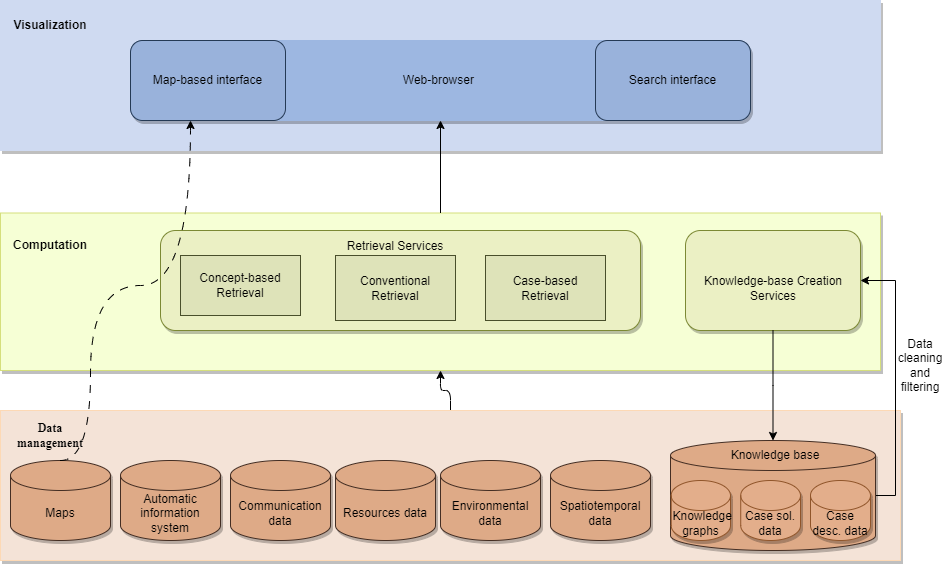 Visualization
Map-based interface
Web-browser
Search interface
Computation
Retrieval Services
Concept-based
Retrieval
Conventional
Retrieval
Case-based
Retrieval
Knowledge-base Creation
Services
Data
cleaning
and
filtering
Data
management
Maps
Automatic
information
system
Communication
data
Resources data
Environmental
data
Spatiotemporal
data
Knowledge base
Knowledge
graphs
Case sol.
data
Case
desc. data